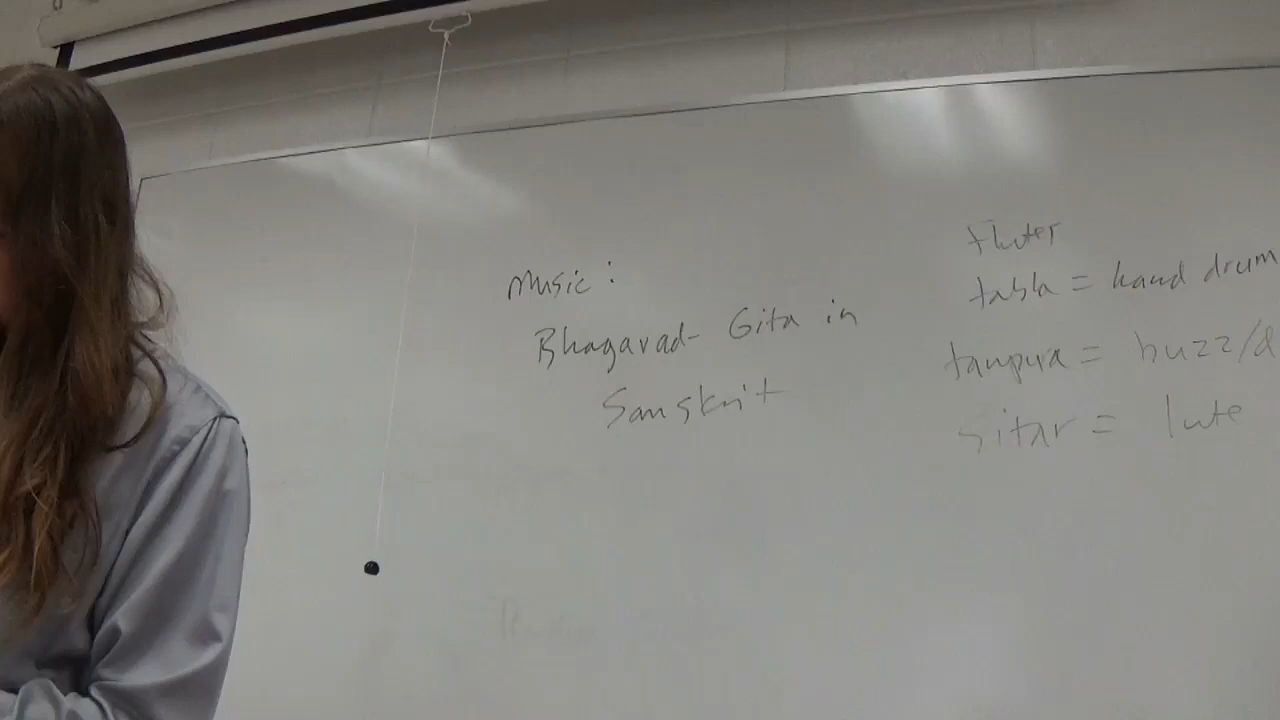 music:
Bhagavad-Gita in
Sanskrit
flutes
tabla = hand drum
tanpura = buzz/d
sitar = lute